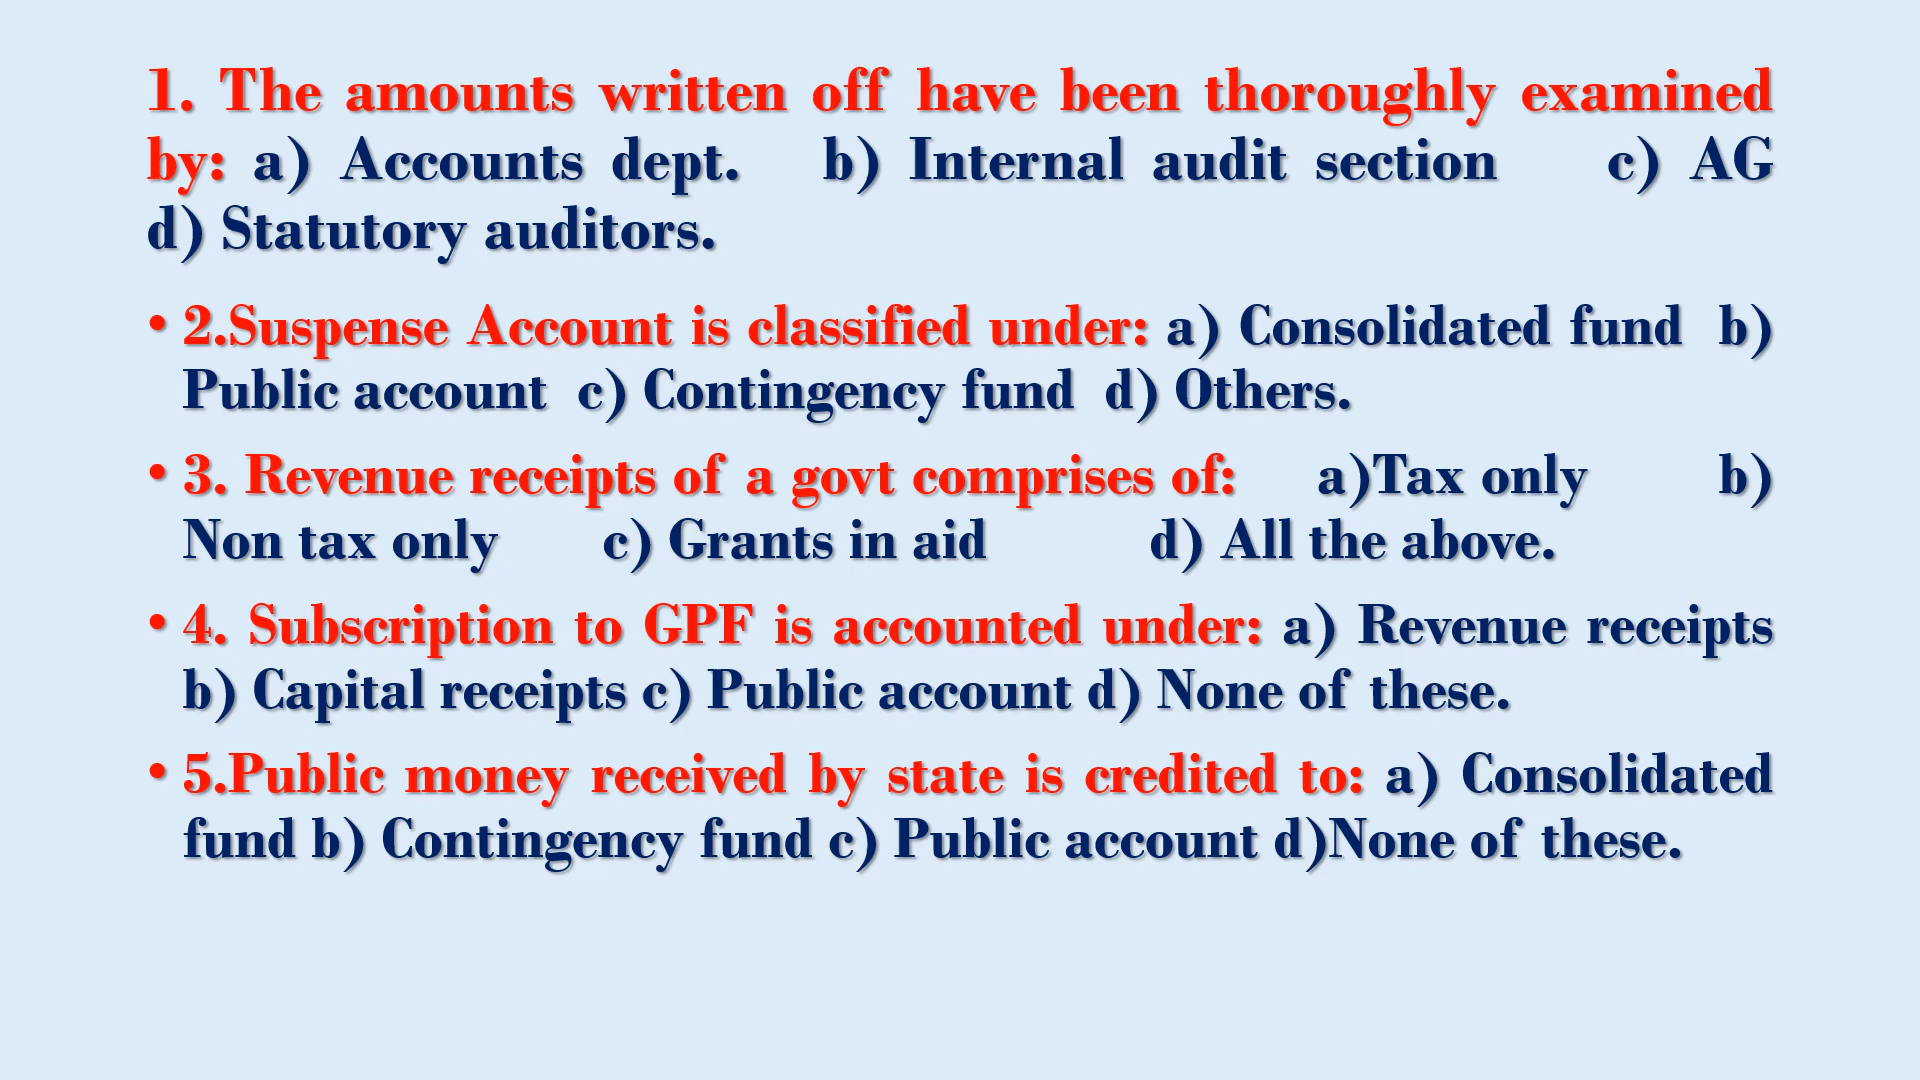 1. The amounts written off have been thoroughly examined
by: a) Accounts dept. b) Internal audit section c) AG
d) Statutory auditors.
• 2.Suspense Account is classified under: a) Consolidated fund b)
Public account c) Contingency fund d) Others.
• 3. Revenue receipts of a govt comprises of: a)Tax only b)
Non tax only c) Grants in aid d) All the above.
• 4. Subscription to GPF is accounted under: a) Revenue receipts
b) Capital receipts c) Public account d) None of these.
• 5.Public money received by state is credited to: a) Consolidated
fund b) Contingency fund c) Public account d)None of these.